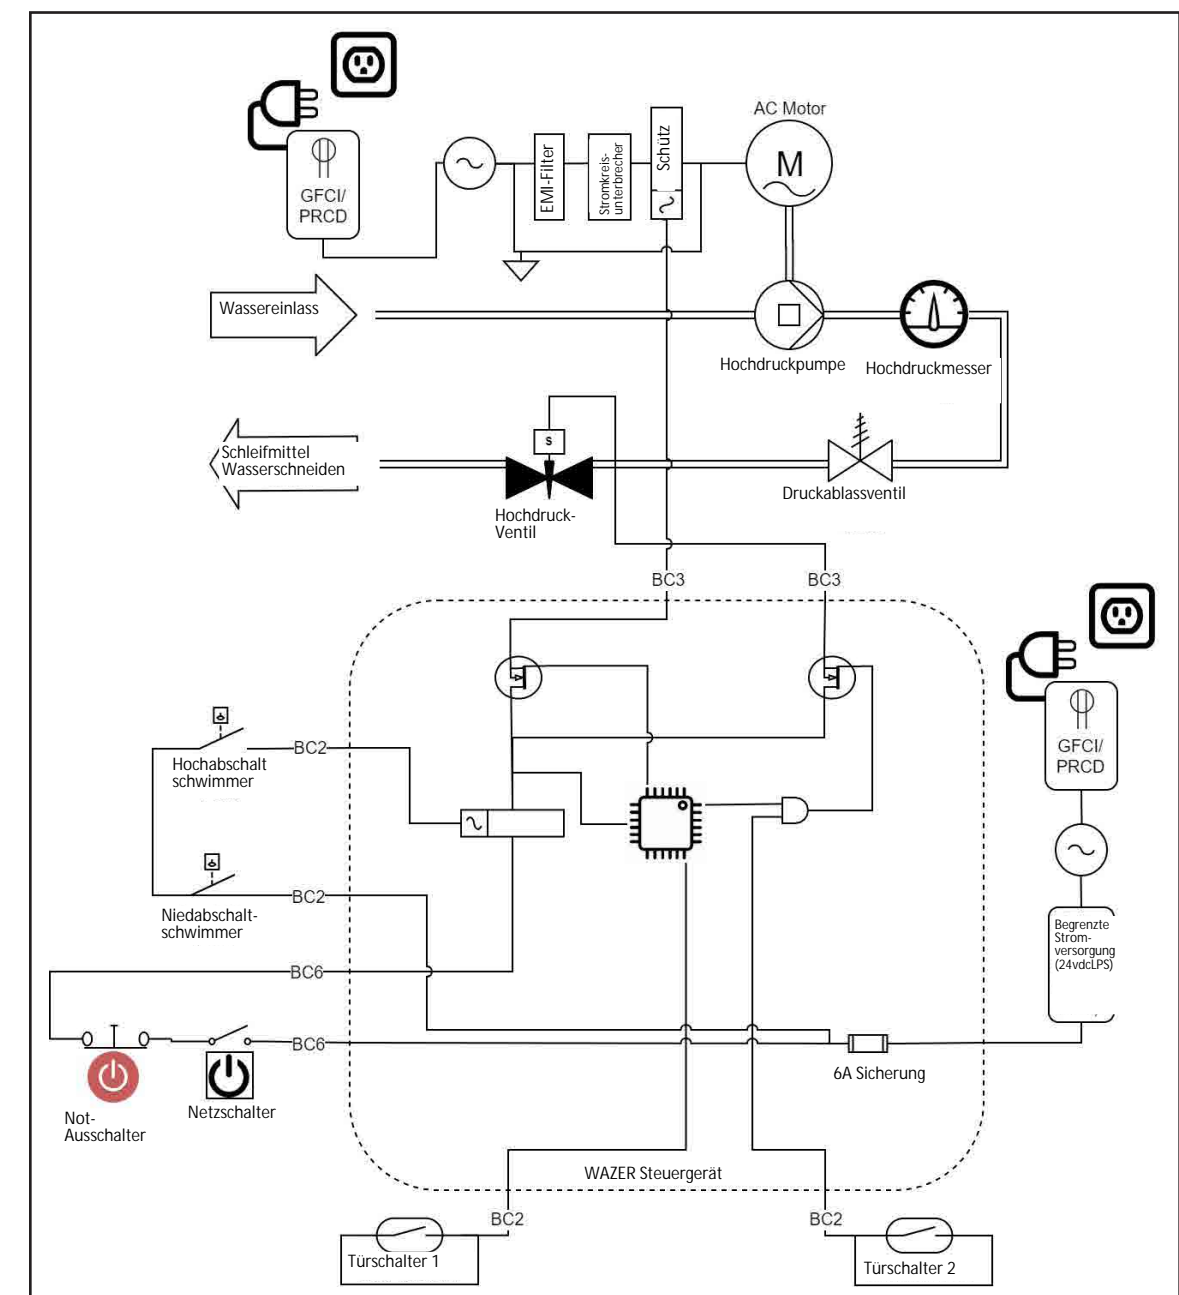 AC Motor
M
GFCI/
PRCD
EMI-Filter
Stromkreis-
unterbrecher
Schütz
Wassereinlass
Hochdruckpumpe
Hochdruckmesser
Schleifmittel
Wasserschneiden
S
Hochdruck-
Ventil
Druckablassventil
BC3
BC3
Hochabschalt
schwimmer
BC2
GFCI/
PRCD
Niedabschalt-
schwimmer
BC2
Begrenzte
Strom-
versorgung
(24vdcLPS)
BC6
BC6
6A Sicherung
Not-
Ausschalter
Netzschalter
WAZER Steuergerät
BC2
BC2
Türschalter 1
Türschalter 2